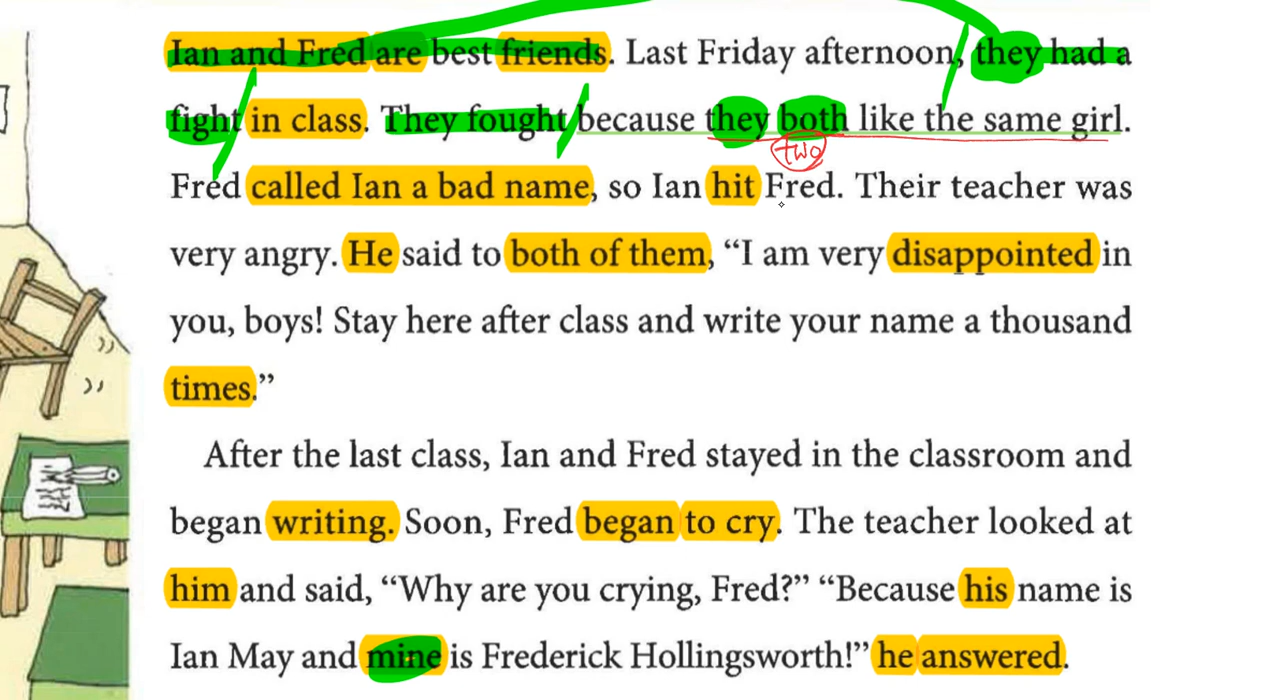 Ian and Fred are best friends. Last Friday afternoon, they had a
fight in class. They fought because they both like the same girl.
two
Fred called Ian a bad name, so Ian hit Fred. Their teacher was
very angry. He said to both of them, “I am very disappointed in
you, boys! Stay here after class and write your name a thousand
times.”
After the last class, Ian and Fred stayed in the classroom and
began writing. Soon, Fred began to cry. The teacher looked at
him and said, “Why are you crying, Fred?” “Because his name is
Ian May and mine is Frederick Hollingsworth!” he answered.